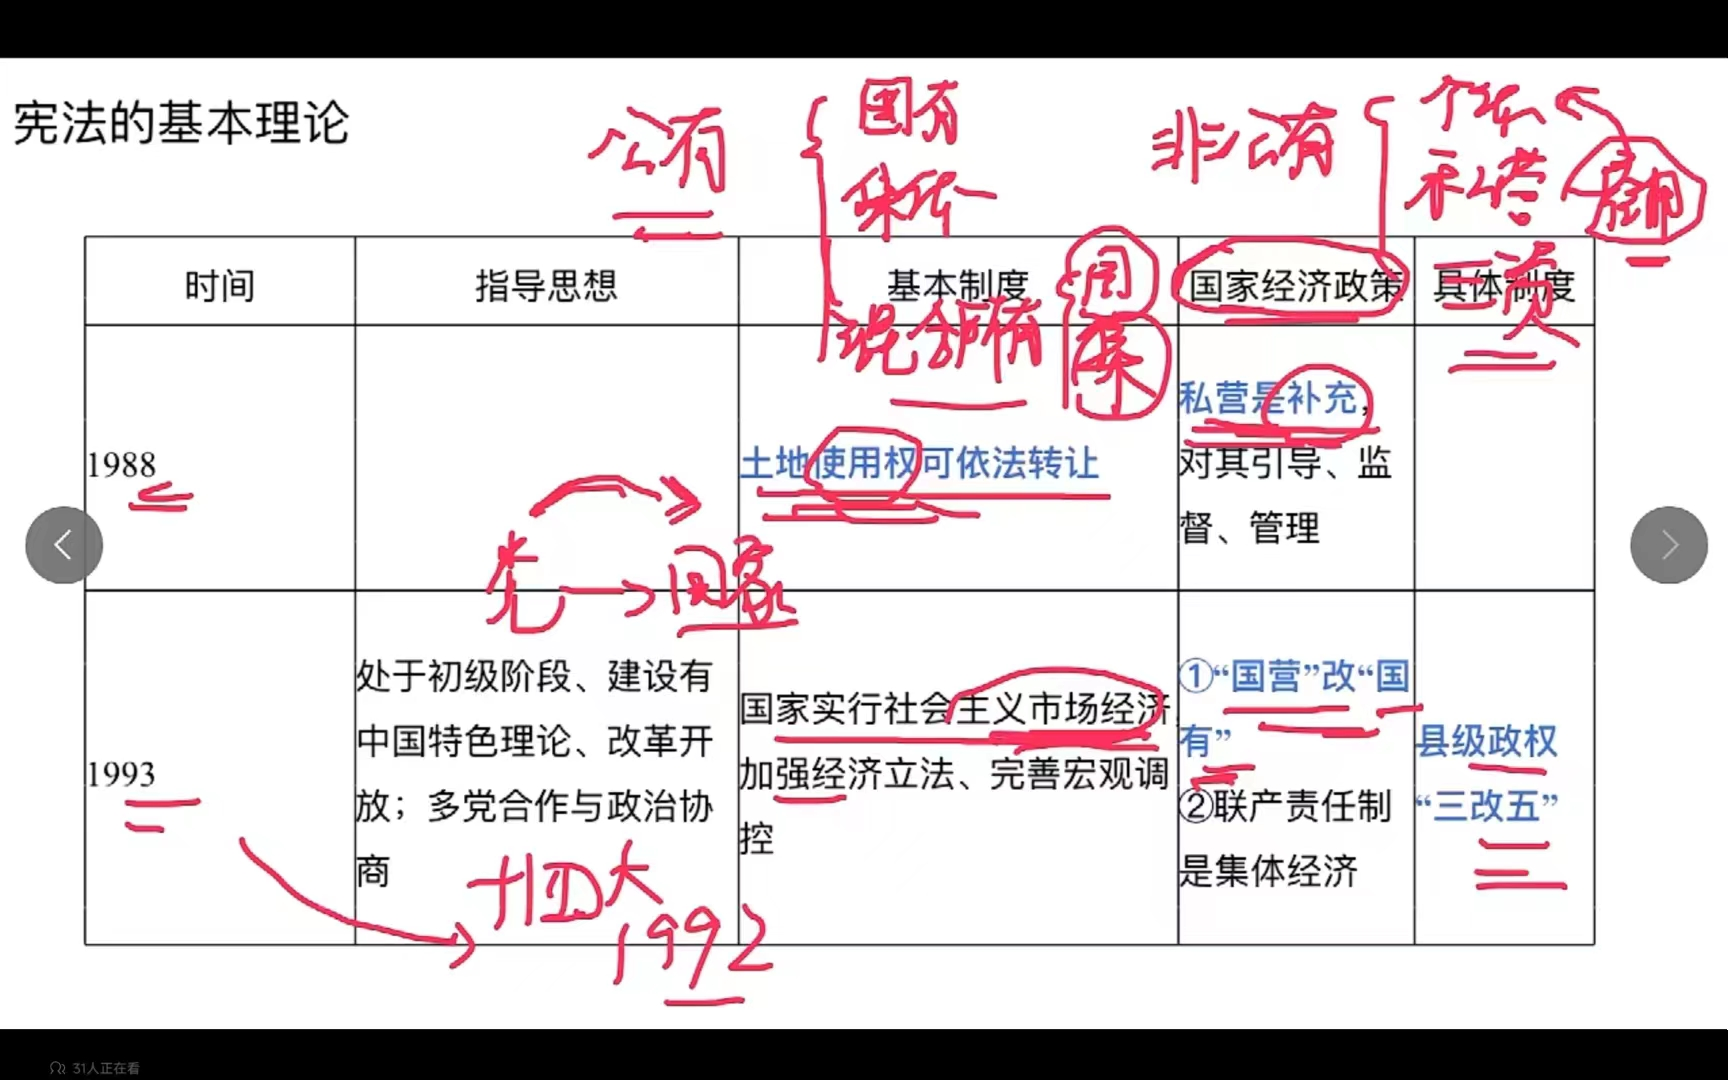 宪法的基本理论
公有
国有
集体
混合所有
国
集
非公有
个体
私营
雇佣
三资
时间
指导思想
基本制度
国家经济政策
具体制度
1988
土地使用权可依法转让
私营是补充，
对其引导、监
督、管理
党
国家
1993
处于初级阶段、建设有
中国特色理论、改革开
放；多党合作与政治协
商
国家实行社会主义市场经济，
加强经济立法、完善宏观调
控
①“国营”改“国
有”
②联产责任制
是集体经济
县级政权
“三改五”
十四大
1992
31人正在看